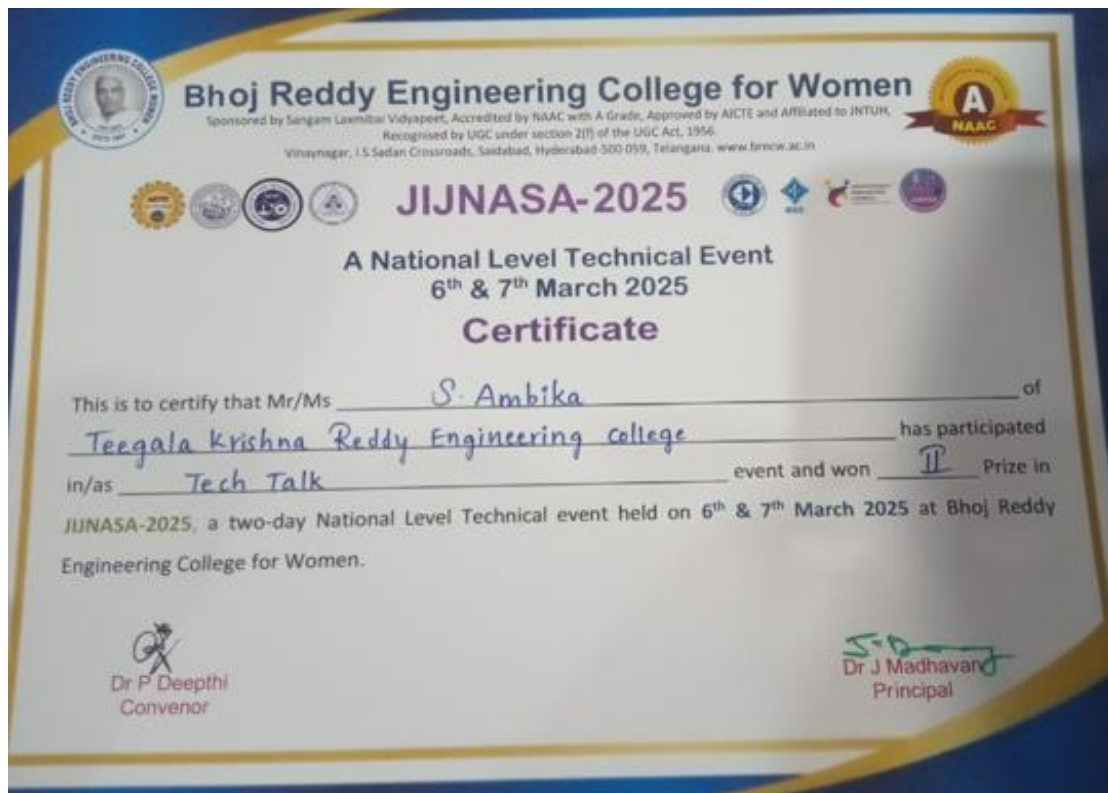 Bhoj Reddy Engineering College for Women
Sponsored by Sangam Laxmibai Vidyapeet, Accredited by NAAC with A Grade, Approved by AICTE and Affiliated to JNTUH,
Recognised by UGC under section 2(f) of the UGC Act, 1956.
Vinaynagar, I.S Sadan Crossroads, Saidabad, Hyderabad-500 059, Telangana. www.brecw.ac.in
A
NAAC
JIJNASA-2025
IEEE
A National Level Technical Event
6th & 7th March 2025
Certificate
This is to certify that Mr/Ms S. Ambika of
Teegala Krishna Reddy Engineering college has participated
in/as Tech Talk event and won II Prize in
JIJNASA-2025, a two-day National Level Technical event held on 6th & 7th March 2025 at Bhoj Reddy
Engineering College for Women.
Dr P Deepthi
Convenor
Dr J Madhavan
Principal